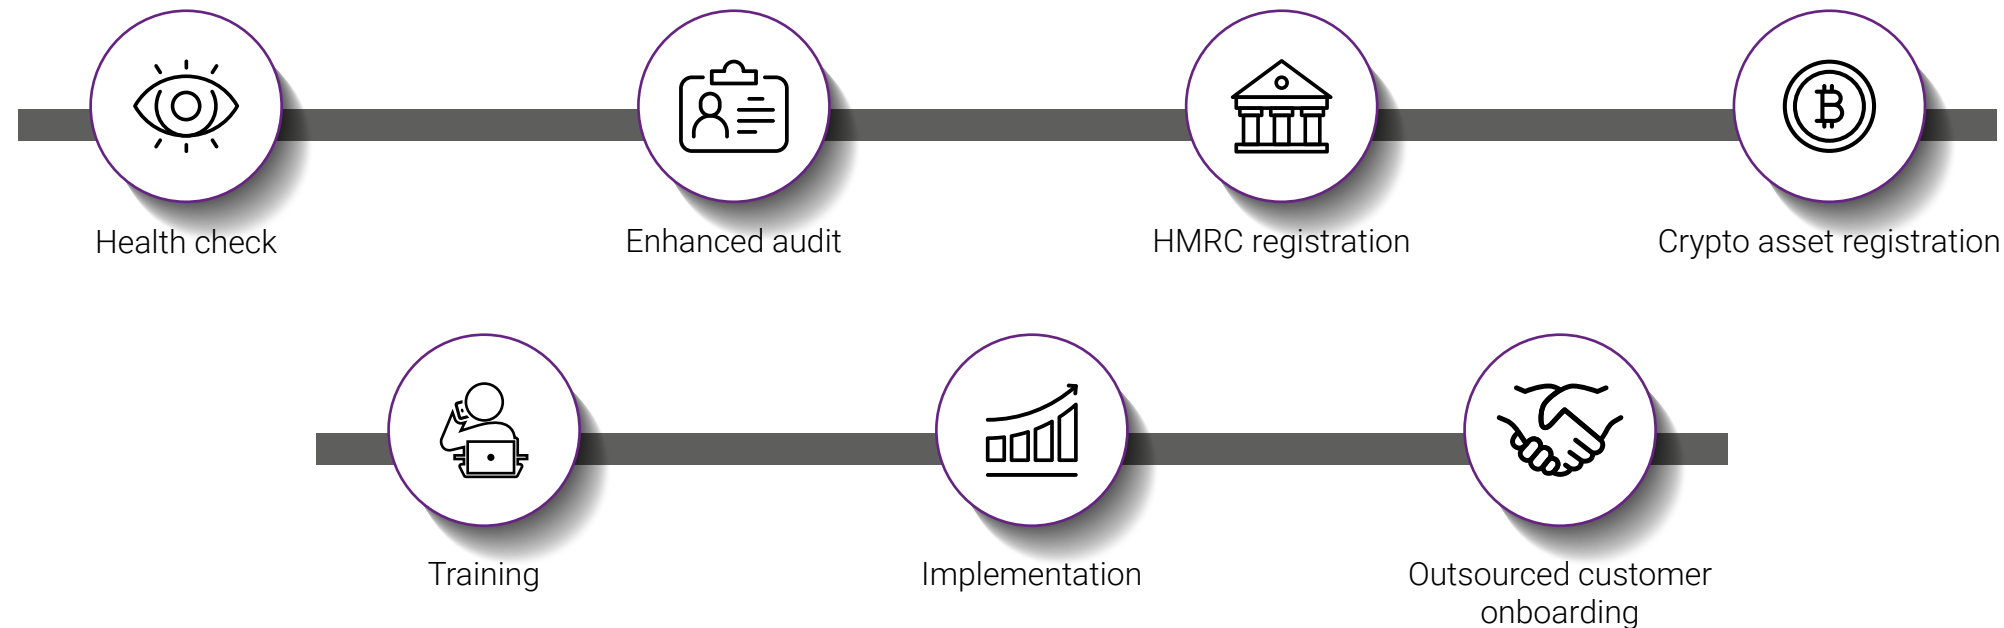 Health check
Enhanced audit
HMRC registration
Crypto asset registration
Training
Implementation
Outsourced customer
onboarding